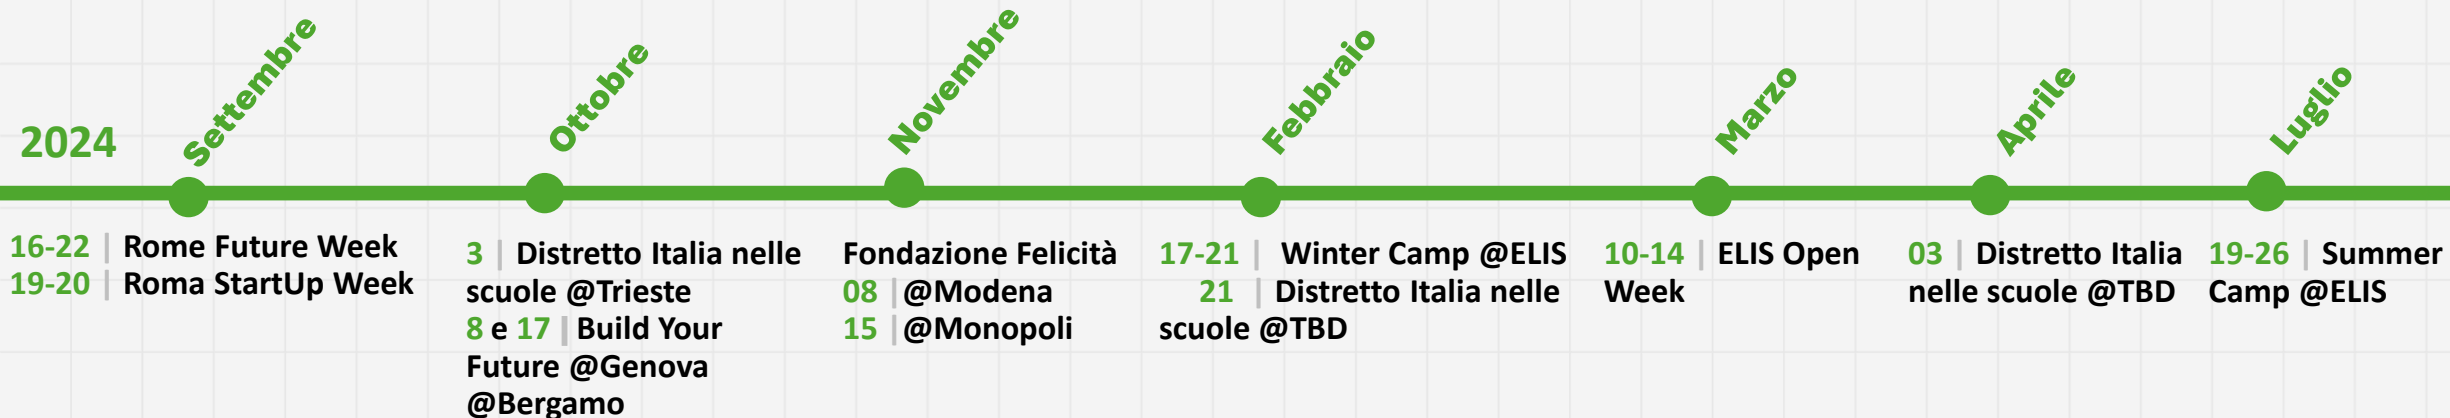 2024
Settembre
16-22 | Rome Future Week
19-20 | Roma StartUp Week
Ottobre
3 | Distretto Italia nelle
scuole @Trieste
8 e 17 | Build Your
Future @Genova
@Bergamo
Novembre
Fondazione Felicità
08 | @Modena
15 | @Monopoli
Febbraio
17-21 | Winter Camp @ELIS
21 | Distretto Italia nelle
scuole @TBD
Marzo
10-14 | ELIS Open
Week
Aprile
03 | Distretto Italia
nelle scuole @TBD
Luglio
19-26 | Summer
Camp @ELIS